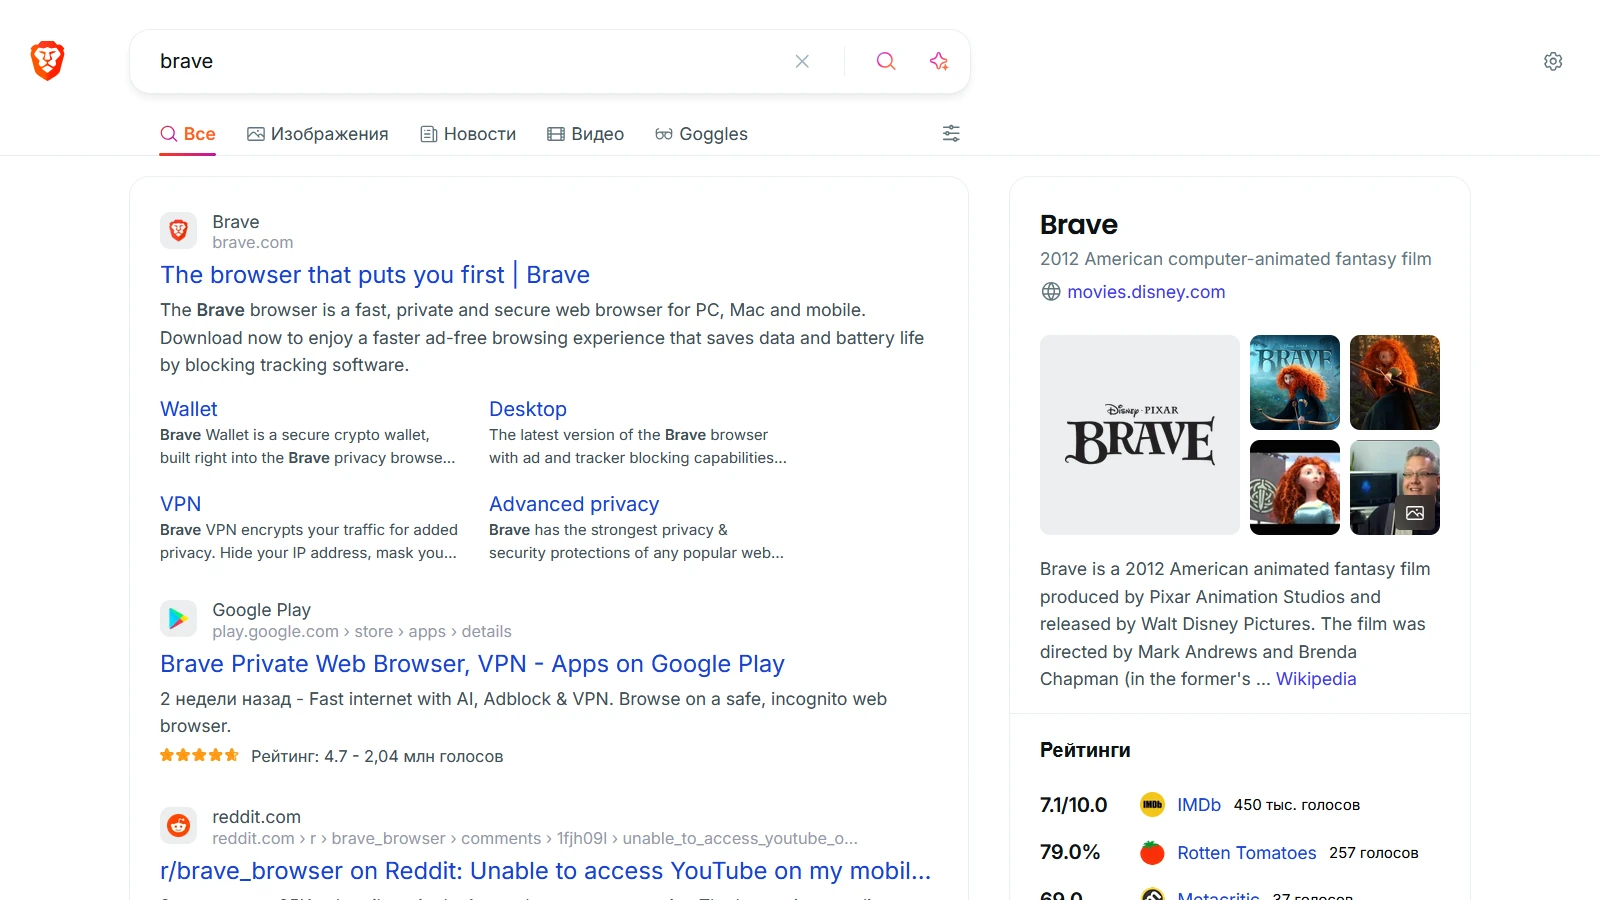 brave
Все
Изображения
Новости
Видео
Goggles
Brave
brave.com
The browser that puts you first | Brave
The Brave browser is a fast, private and secure web browser for PC, Mac and mobile.
Download now to enjoy a faster ad-free browsing experience that saves data and battery life
by blocking tracking software.
Wallet
Brave Wallet is a secure crypto wallet,
built right into the Brave privacy browse...
Desktop
The latest version of the Brave browser
with ad and tracker blocking capabilities...
VPN
Brave VPN encrypts your traffic for added
privacy. Hide your IP address, mask you...
Advanced privacy
Brave has the strongest privacy &
security protections of any popular web...
Google Play
play.google.com › store › apps › details
Brave Private Web Browser, VPN - Apps on Google Play
2 недели назад - Fast internet with AI, Adblock & VPN. Browse on a safe, incognito web
browser.
Рейтинг: 4.7 - 2,04 млн голосов
reddit.com
reddit.com › r › brave_browser › comments › 1fjh09l › unable_to_access_youtube_o...
r/brave_browser on Reddit: Unable to access YouTube on my mobil...
Brave
2012 American computer-animated fantasy film
movies.disney.com
Disney · PIXAR
BRAVE
BRAVE
Brave is a 2012 American animated fantasy film
produced by Pixar Animation Studios and
released by Walt Disney Pictures. The film was
directed by Mark Andrews and Brenda
Chapman (in the former's ... Wikipedia
Рейтинги
7.1/10.0 IMDb IMDb 450 тыс. голосов
79.0% Rotten Tomatoes 257 голосов
69.0 Metacritic 37 голосов